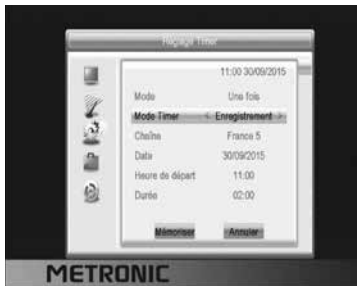 Réglage Timer
11:00 30/09/2015
Mode Une fois
Mode Timer < Enregistrement >
Chaîne France 5
Date 30/09/2015
Heure de départ 11:00
Durée 02:00
Mémoriser Annuler
METRONIC